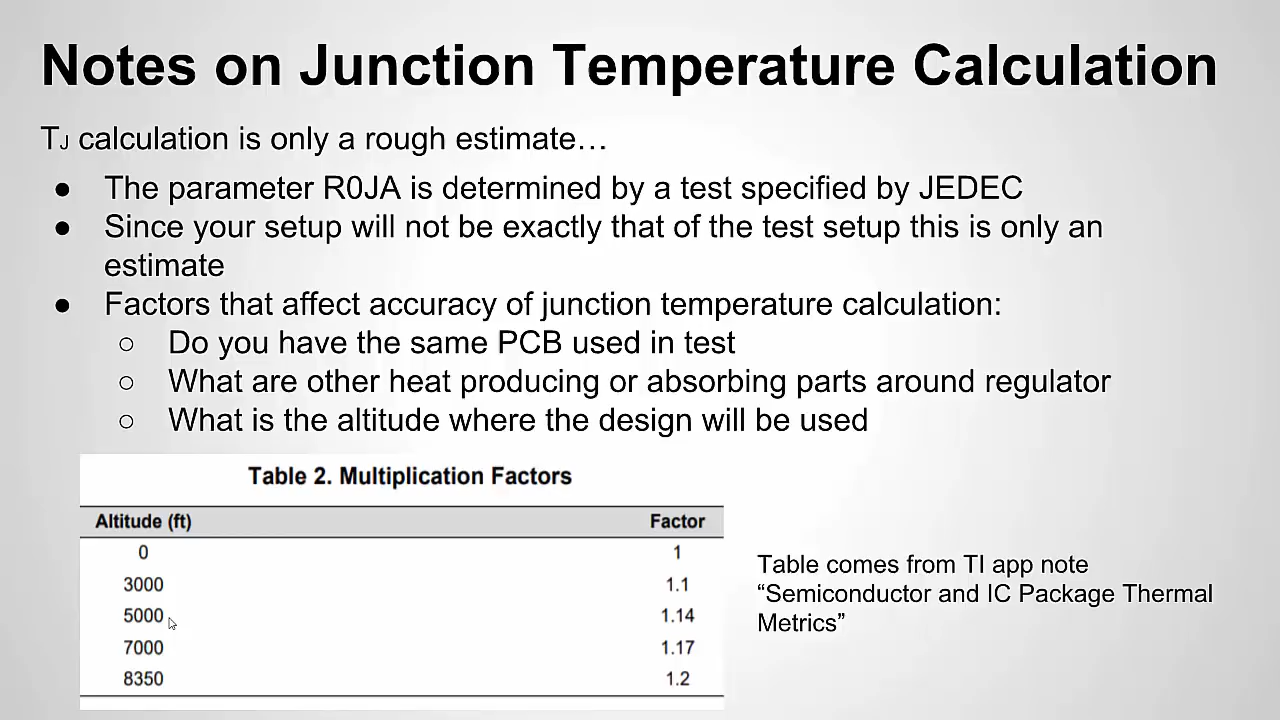 Notes on Junction Temperature Calculation
TJ calculation is only a rough estimate…
● The parameter R0JA is determined by a test specified by JEDEC
● Since your setup will not be exactly that of the test setup this is only an
estimate
● Factors that affect accuracy of junction temperature calculation:
○ Do you have the same PCB used in test
○ What are other heat producing or absorbing parts around regulator
○ What is the altitude where the design will be used
Table 2. Multiplication Factors
Altitude (ft) Factor
0 1
3000 1.1
5000 1.14
7000 1.17
8350 1.2
Table comes from TI app note
“Semiconductor and IC Package Thermal
Metrics”